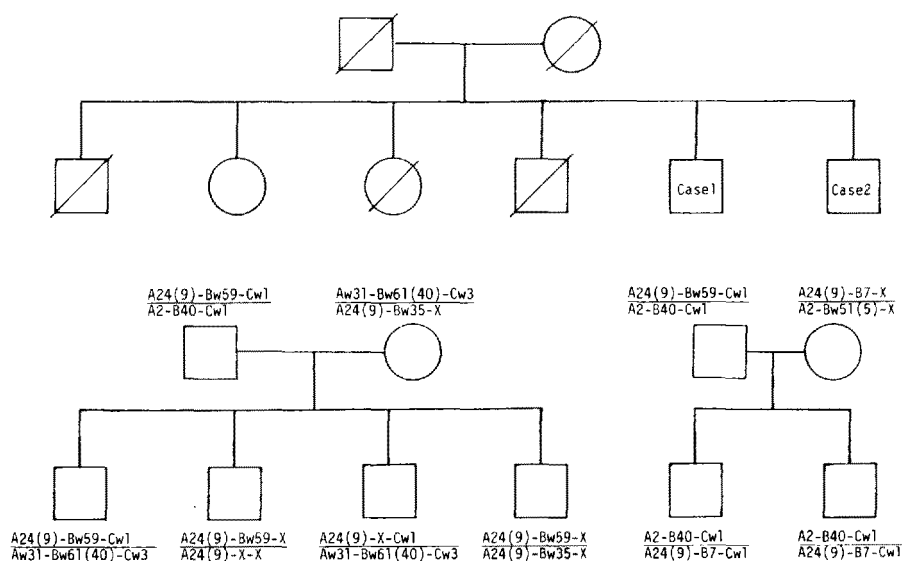 Case1
Case2
A24(9)-Bw59-Cw1
A2-B40-Cw1
Aw31-Bw61(40)-Cw3
A24(9)-Bw35-X
A24(9)-Bw59-Cw1
A2-B40-Cw1
A24(9)-B7-X
A2-Bw51(5)-X
A24(9)-Bw59-Cw1
Aw31-Bw61(40)-Cw3
A24(9)-Bw59-X
A24(9)-X-X
A24(9)-X-Cw1
Aw31-Bw61(40)-Cw3
A24(9)-Bw59-X
A24(9)-Bw35-X
A2-B40-Cw1
A24(9)-B7-Cw1
A2-B40-Cw1
A24(9)-B7-Cw1